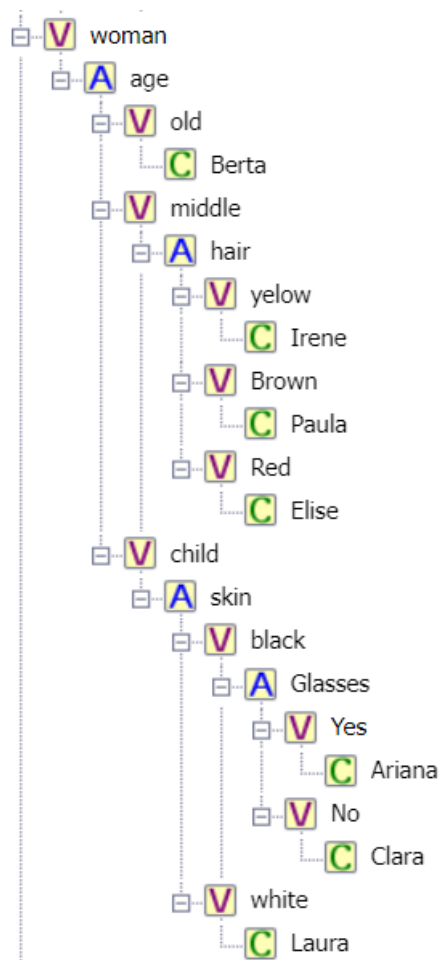 V woman
A age
V old
C Berta
V middle
A hair
V yelow
C Irene
V Brown
C Paula
V Red
C Elise
V child
A skin
V black
A Glasses
V Yes
C Ariana
V No
C Clara
V white
C Laura